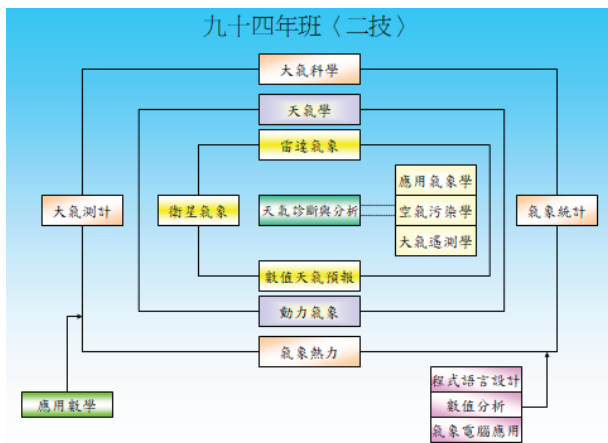 九十四年班〈二技〉
大氣科學
天氣學
雷達氣象
應用氣象學
大氣測計
衛星氣象
天氣診斷與分析
空氣污染學
氣象統計
大氣遙測學
數值天氣預報
動力氣象
氣象熱力
程式語言設計
應用數學
數值分析
氣象電腦應用